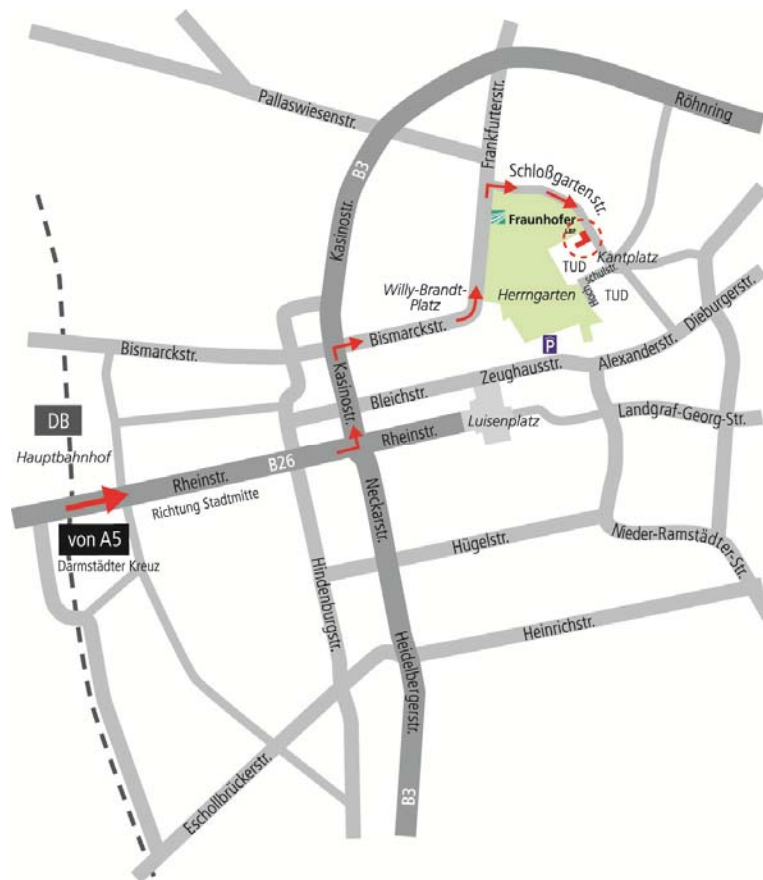 Pallaswiesenstr.
Frankfurterstr.
Röhnring
B3
Kasinostr.
Schloßgartenstr.
Fraunhofer
LBF
Kantplatz
TUD
Hochschulstr.
TUD
Herrngarten
Willy-Brandt-
Platz
Bismarckstr.
Bismarckstr.
Kasinostr.
P
Dieburgerstr.
Alexanderstr.
Zeughausstr.
Bleichstr.
Luisenplatz
Landgraf-Georg-Str.
DB
Hauptbahnhof
Rheinstr.
B26
Rheinstr.
Richtung Stadtmitte
von A5
Darmstädter Kreuz
Neckarstr.
Hügelstr.
Nieder-Ramstädter-Str.
Hindenburgstr.
Heinrichstr.
Heidelbergerstr.
Eschollbrückerstr.
B3